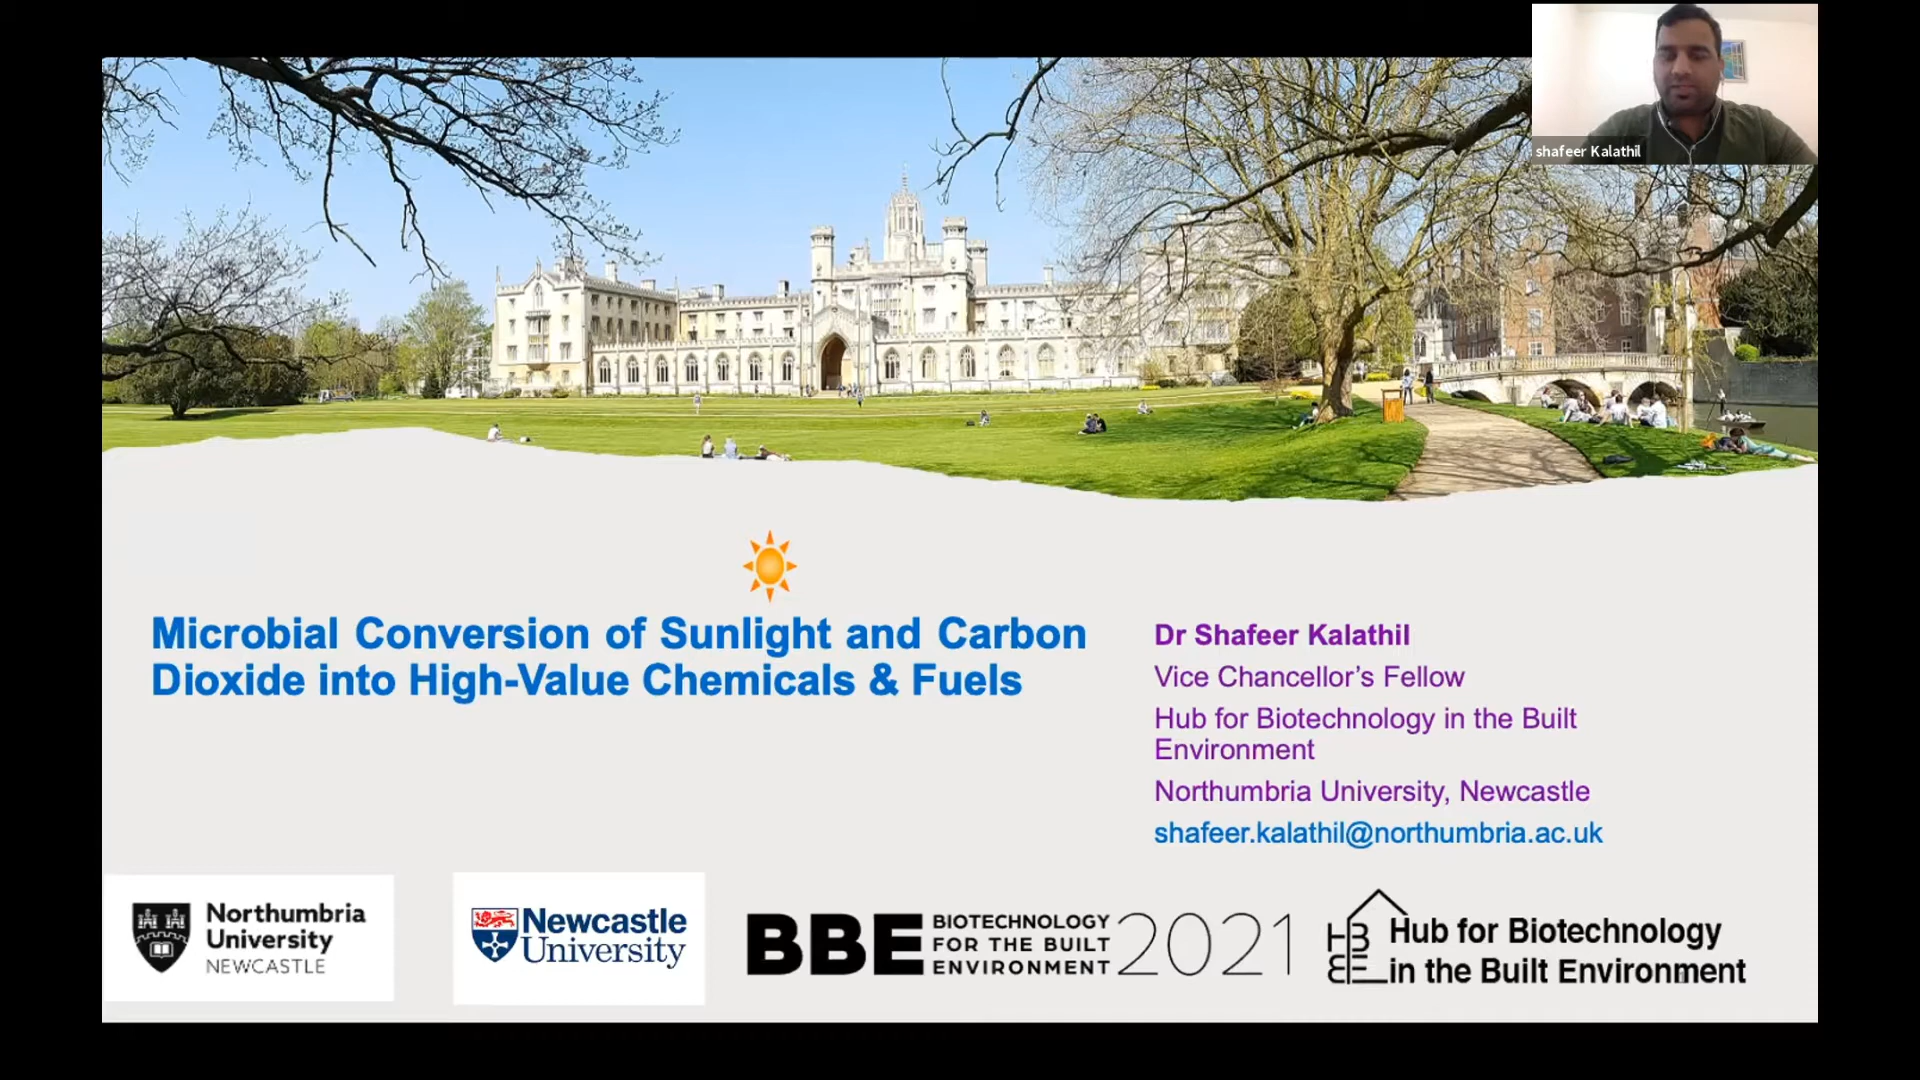 shafeer Kalathil
Microbial Conversion of Sunlight and Carbon
Dioxide into High-Value Chemicals & Fuels
Dr Shafeer Kalathil
Vice Chancellor's Fellow
Hub for Biotechnology in the Built
Environment
Northumbria University, Newcastle
shafeer.kalathil@northumbria.ac.uk
Northumbria
University
NEWCASTLE
Newcastle
University
BBE
BIOTECHNOLOGY
FOR THE BUILT
ENVIRONMENT
2021
HBBE
Hub for Biotechnology
in the Built Environment